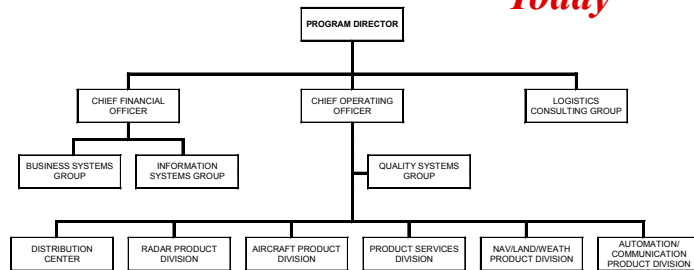 Today
PROGRAM DIRECTOR
CHIEF FINANCIAL
OFFICER
CHIEF OPERATIING
OFFICER
LOGISTICS
CONSULTING GROUP
BUSINESS SYSTEMS
GROUP
INFORMATION
SYSTEMS GROUP
QUALITY SYSTEMS
GROUP
DISTRIBUTION
CENTER
RADAR PRODUCT
DIVISION
AIRCRAFT PRODUCT
DIVISION
PRODUCT SERVICES
DIVISION
NAV/LAND/WEATH
PRODUCT DIVISION
AUTOMATION/
COMMUNICATION
PRODUCT DIVISION